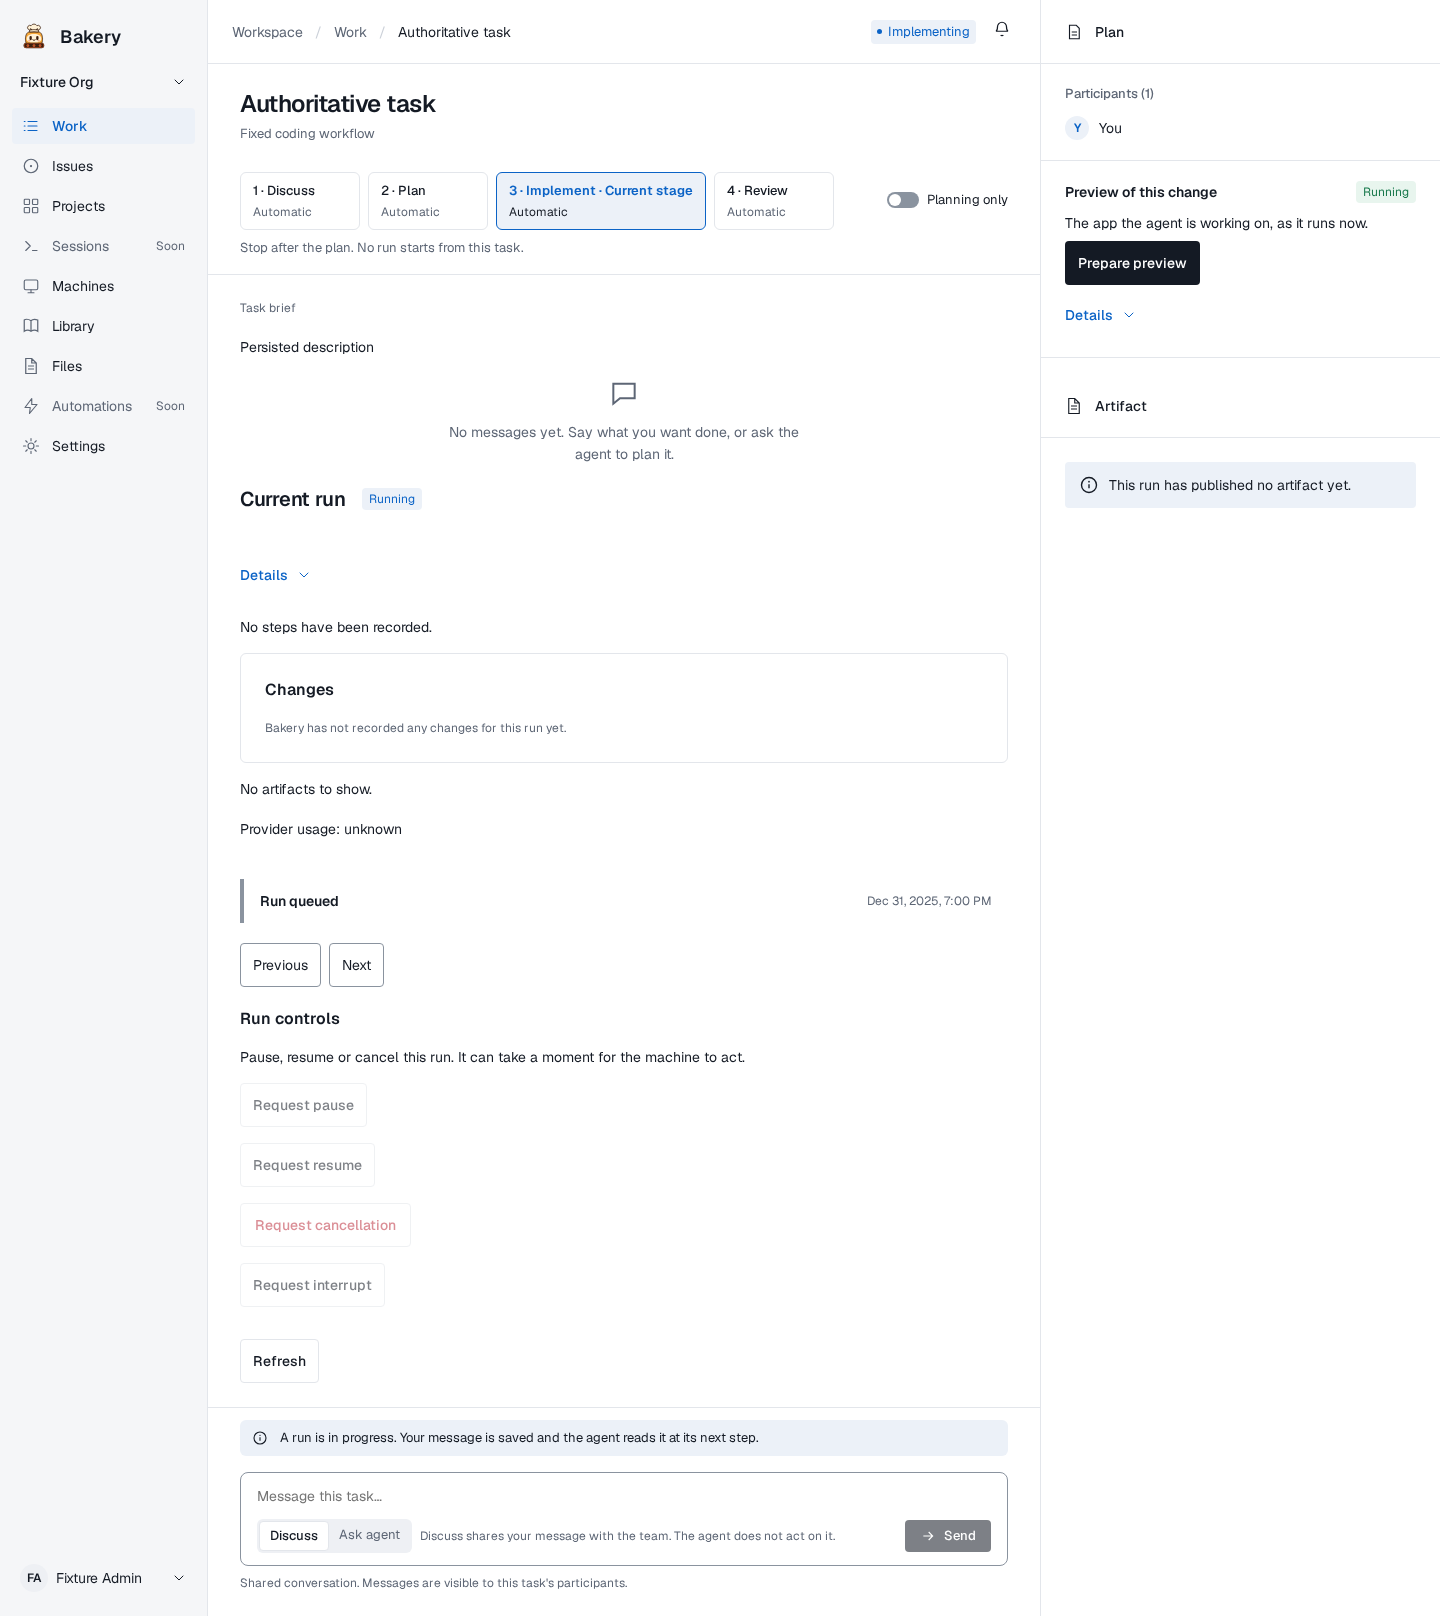 Bakery
Fixture Org
Work
Issues
Projects
Sessions Soon
Machines
Library
Files
Automations Soon
Settings
FA Fixture Admin
Workspace / Work / Authoritative task
Implementing
Authoritative task
Fixed coding workflow
1 · Discuss
Automatic
2 · Plan
Automatic
3 · Implement · Current stage
Automatic
4 · Review
Automatic
Planning only
Stop after the plan. No run starts from this task.
Task brief
Persisted description
No messages yet. Say what you want done, or ask the
agent to plan it.
Current run Running
Details
No steps have been recorded.
Changes
Bakery has not recorded any changes for this run yet.
No artifacts to show.
Provider usage: unknown
Run queued Dec 31, 2025, 7:00 PM
Previous Next
Run controls
Pause, resume or cancel this run. It can take a moment for the machine to act.
Request pause
Request resume
Request cancellation
Request interrupt
Refresh
A run is in progress. Your message is saved and the agent reads it at its next step.
Message this task...
Discuss Ask agent Discuss shares your message with the team. The agent does not act on it. Send
Shared conversation. Messages are visible to this task's participants.
Plan
Participants (1)
Y You
Preview of this change Running
The app the agent is working on, as it runs now.
Prepare preview
Details
Artifact
This run has published no artifact yet.